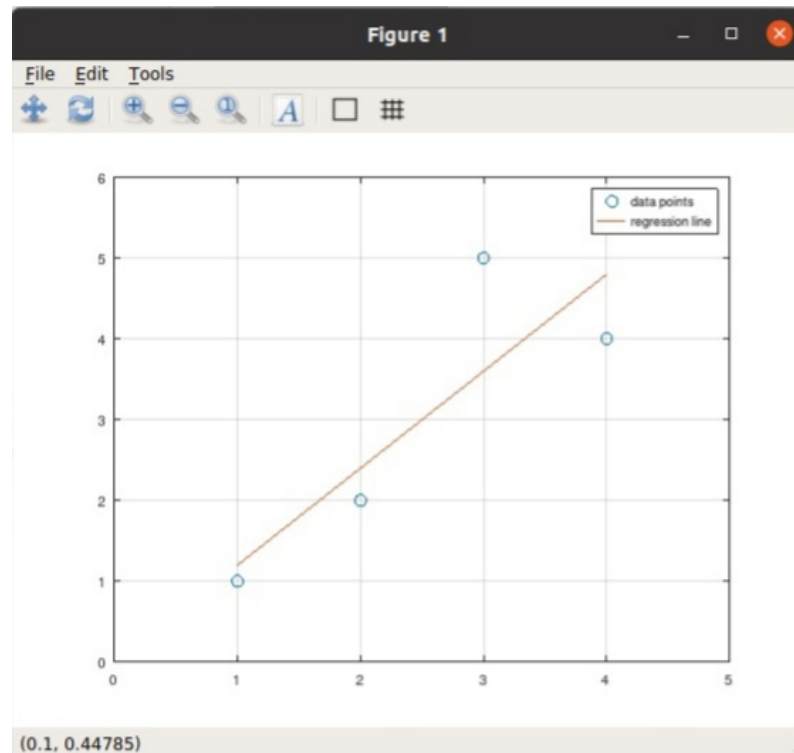 Figure 1
File Edit Tools
A
6
5
4
3
2
1
0
0 1 2 3 4 5
data points
regression line
(0.1, 0.44785)